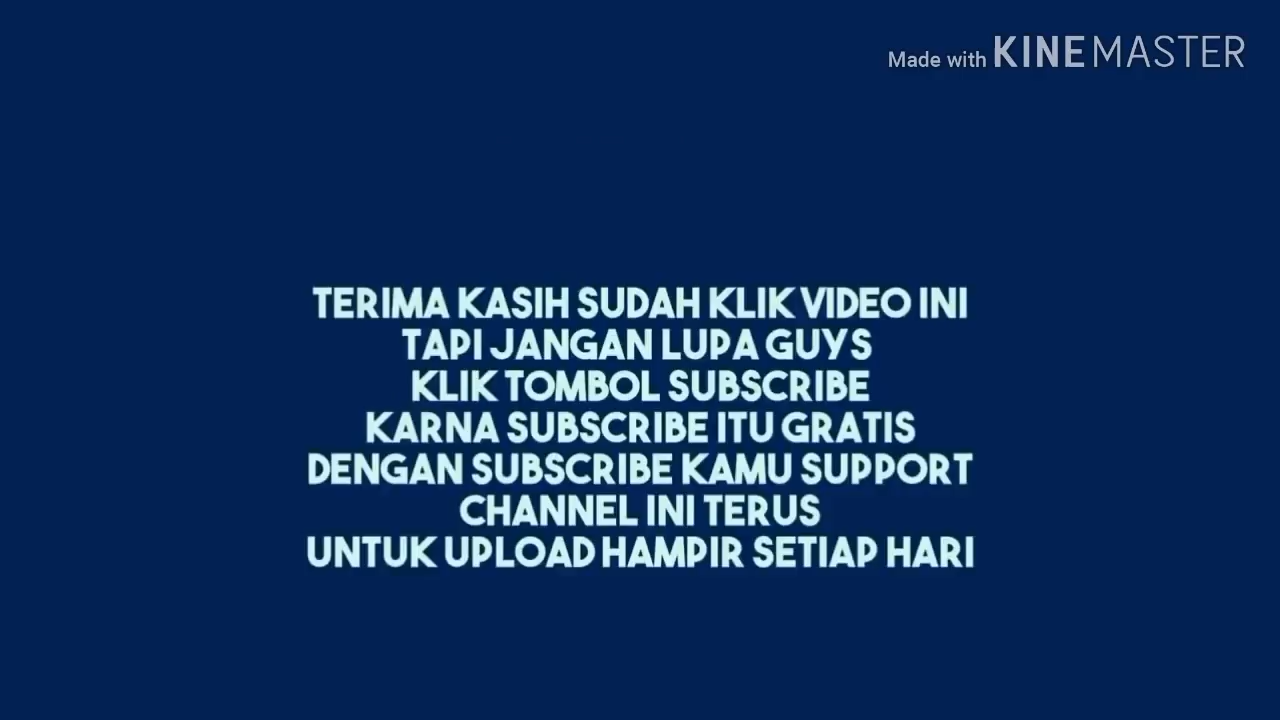 Made with KINEMASTER
TERIMA KASIH SUDAH KLIK VIDEO INI
TAPI JANGAN LUPA GUYS
KLIK TOMBOL SUBSCRIBE
KARNA SUBSCRIBE ITU GRATIS
DENGAN SUBSCRIBE KAMU SUPPORT
CHANNEL INI TERUS
UNTUK UPLOAD HAMPIR SETIAP HARI